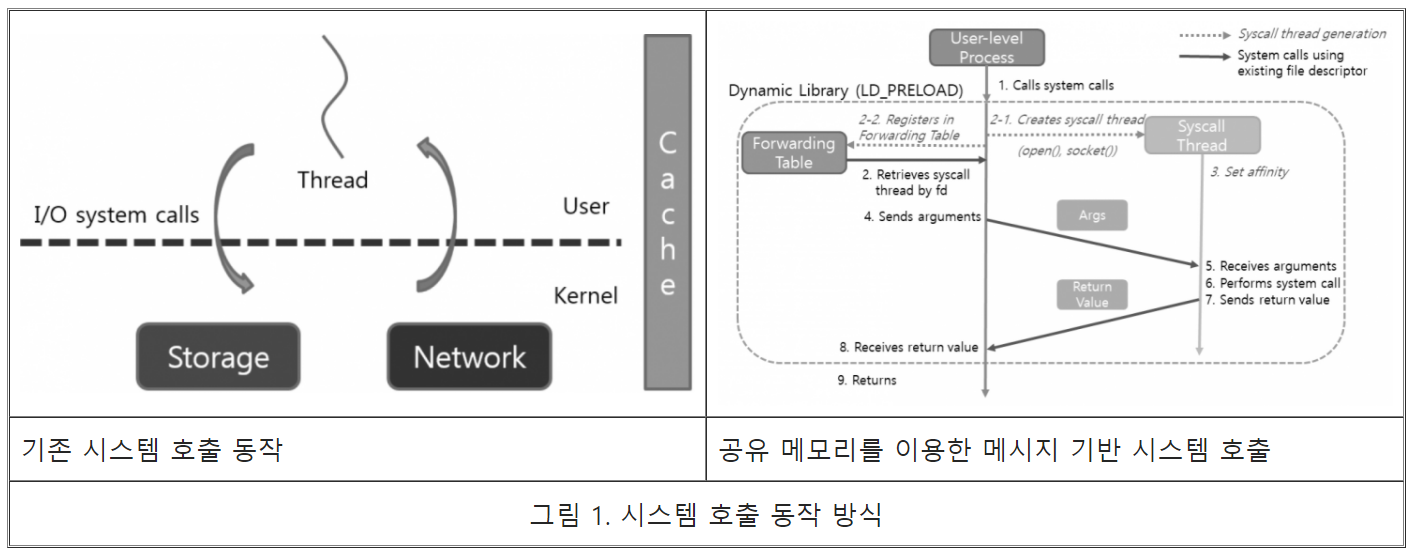 Thread
I/O system calls
User
Kernel
Storage
Network
Cache
User-level
Process
Syscall thread generation
System calls using
existing file descriptor
1. Calls system calls
Dynamic Library (LD_PRELOAD)
2-2. Registers in
Forwarding Table
2-1. Creates syscall thread
(open(), socket())
Syscall
Thread
Forwarding
Table
2. Retrieves syscall
thread by fd
3. Set affinity
4. Sends arguments
Args
5. Receives arguments
6. Performs system call
7. Sends return value
Return
Value
8. Receives return value
9. Returns
기존 시스템 호출 동작
공유 메모리를 이용한 메시지 기반 시스템 호출
그림 1. 시스템 호출 동작 방식